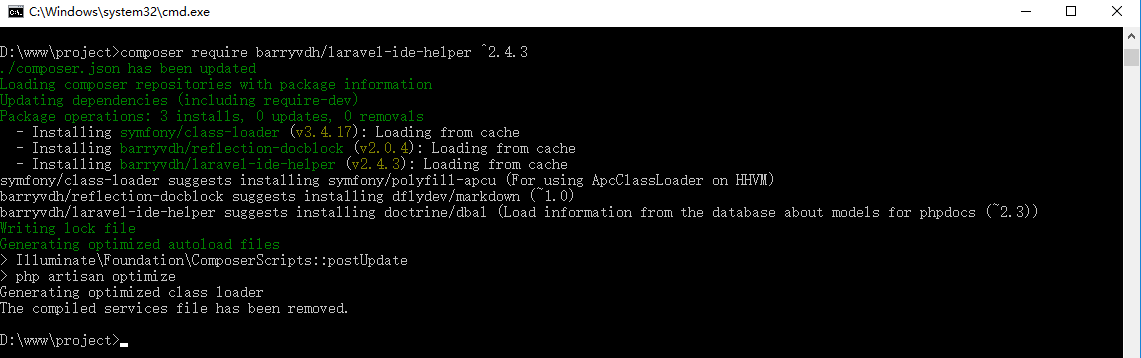 C:\Windows\system32\cmd.exe
D:\www\project>composer require barryvdh/laravel-ide-helper ^2.4.3
./composer.json has been updated
Loading composer repositories with package information
Updating dependencies (including require-dev)
Package operations: 3 installs, 0 updates, 0 removals
  - Installing symfony/class-loader (v3.4.17): Loading from cache
  - Installing barryvdh/reflection-docblock (v2.0.4): Loading from cache
  - Installing barryvdh/laravel-ide-helper (v2.4.3): Loading from cache
symfony/class-loader suggests installing symfony/polyfill-apcu (For using ApcClassLoader on HHVM)
barryvdh/reflection-docblock suggests installing dflydev/markdown (~1.0)
barryvdh/laravel-ide-helper suggests installing doctrine/dbal (Load information from the database about models for phpdocs (~2.3))
Writing lock file
Generating optimized autoload files
> Illuminate\Foundation\ComposerScripts::postUpdate
> php artisan optimize
Generating optimized class loader
The compiled services file has been removed.
D:\www\project>